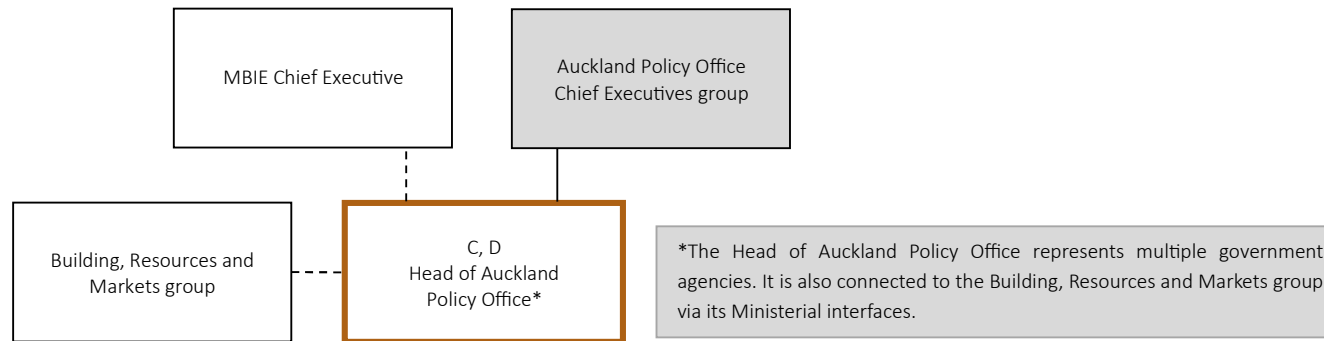 MBIE Chief Executive
Auckland Policy Office
Chief Executives group
Building, Resources and
Markets group
C, D
Head of Auckland
Policy Office*
*The Head of Auckland Policy Office represents multiple government
agencies. It is also connected to the Building, Resources and Markets group
via its Ministerial interfaces.